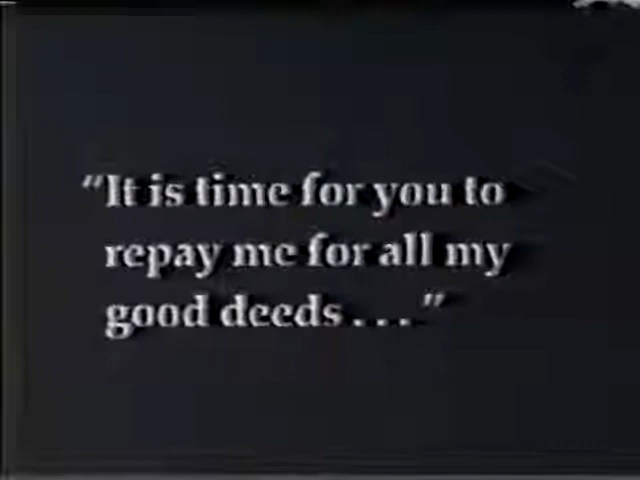 “It is time for you to
repay me for all my
good deeds . . .”